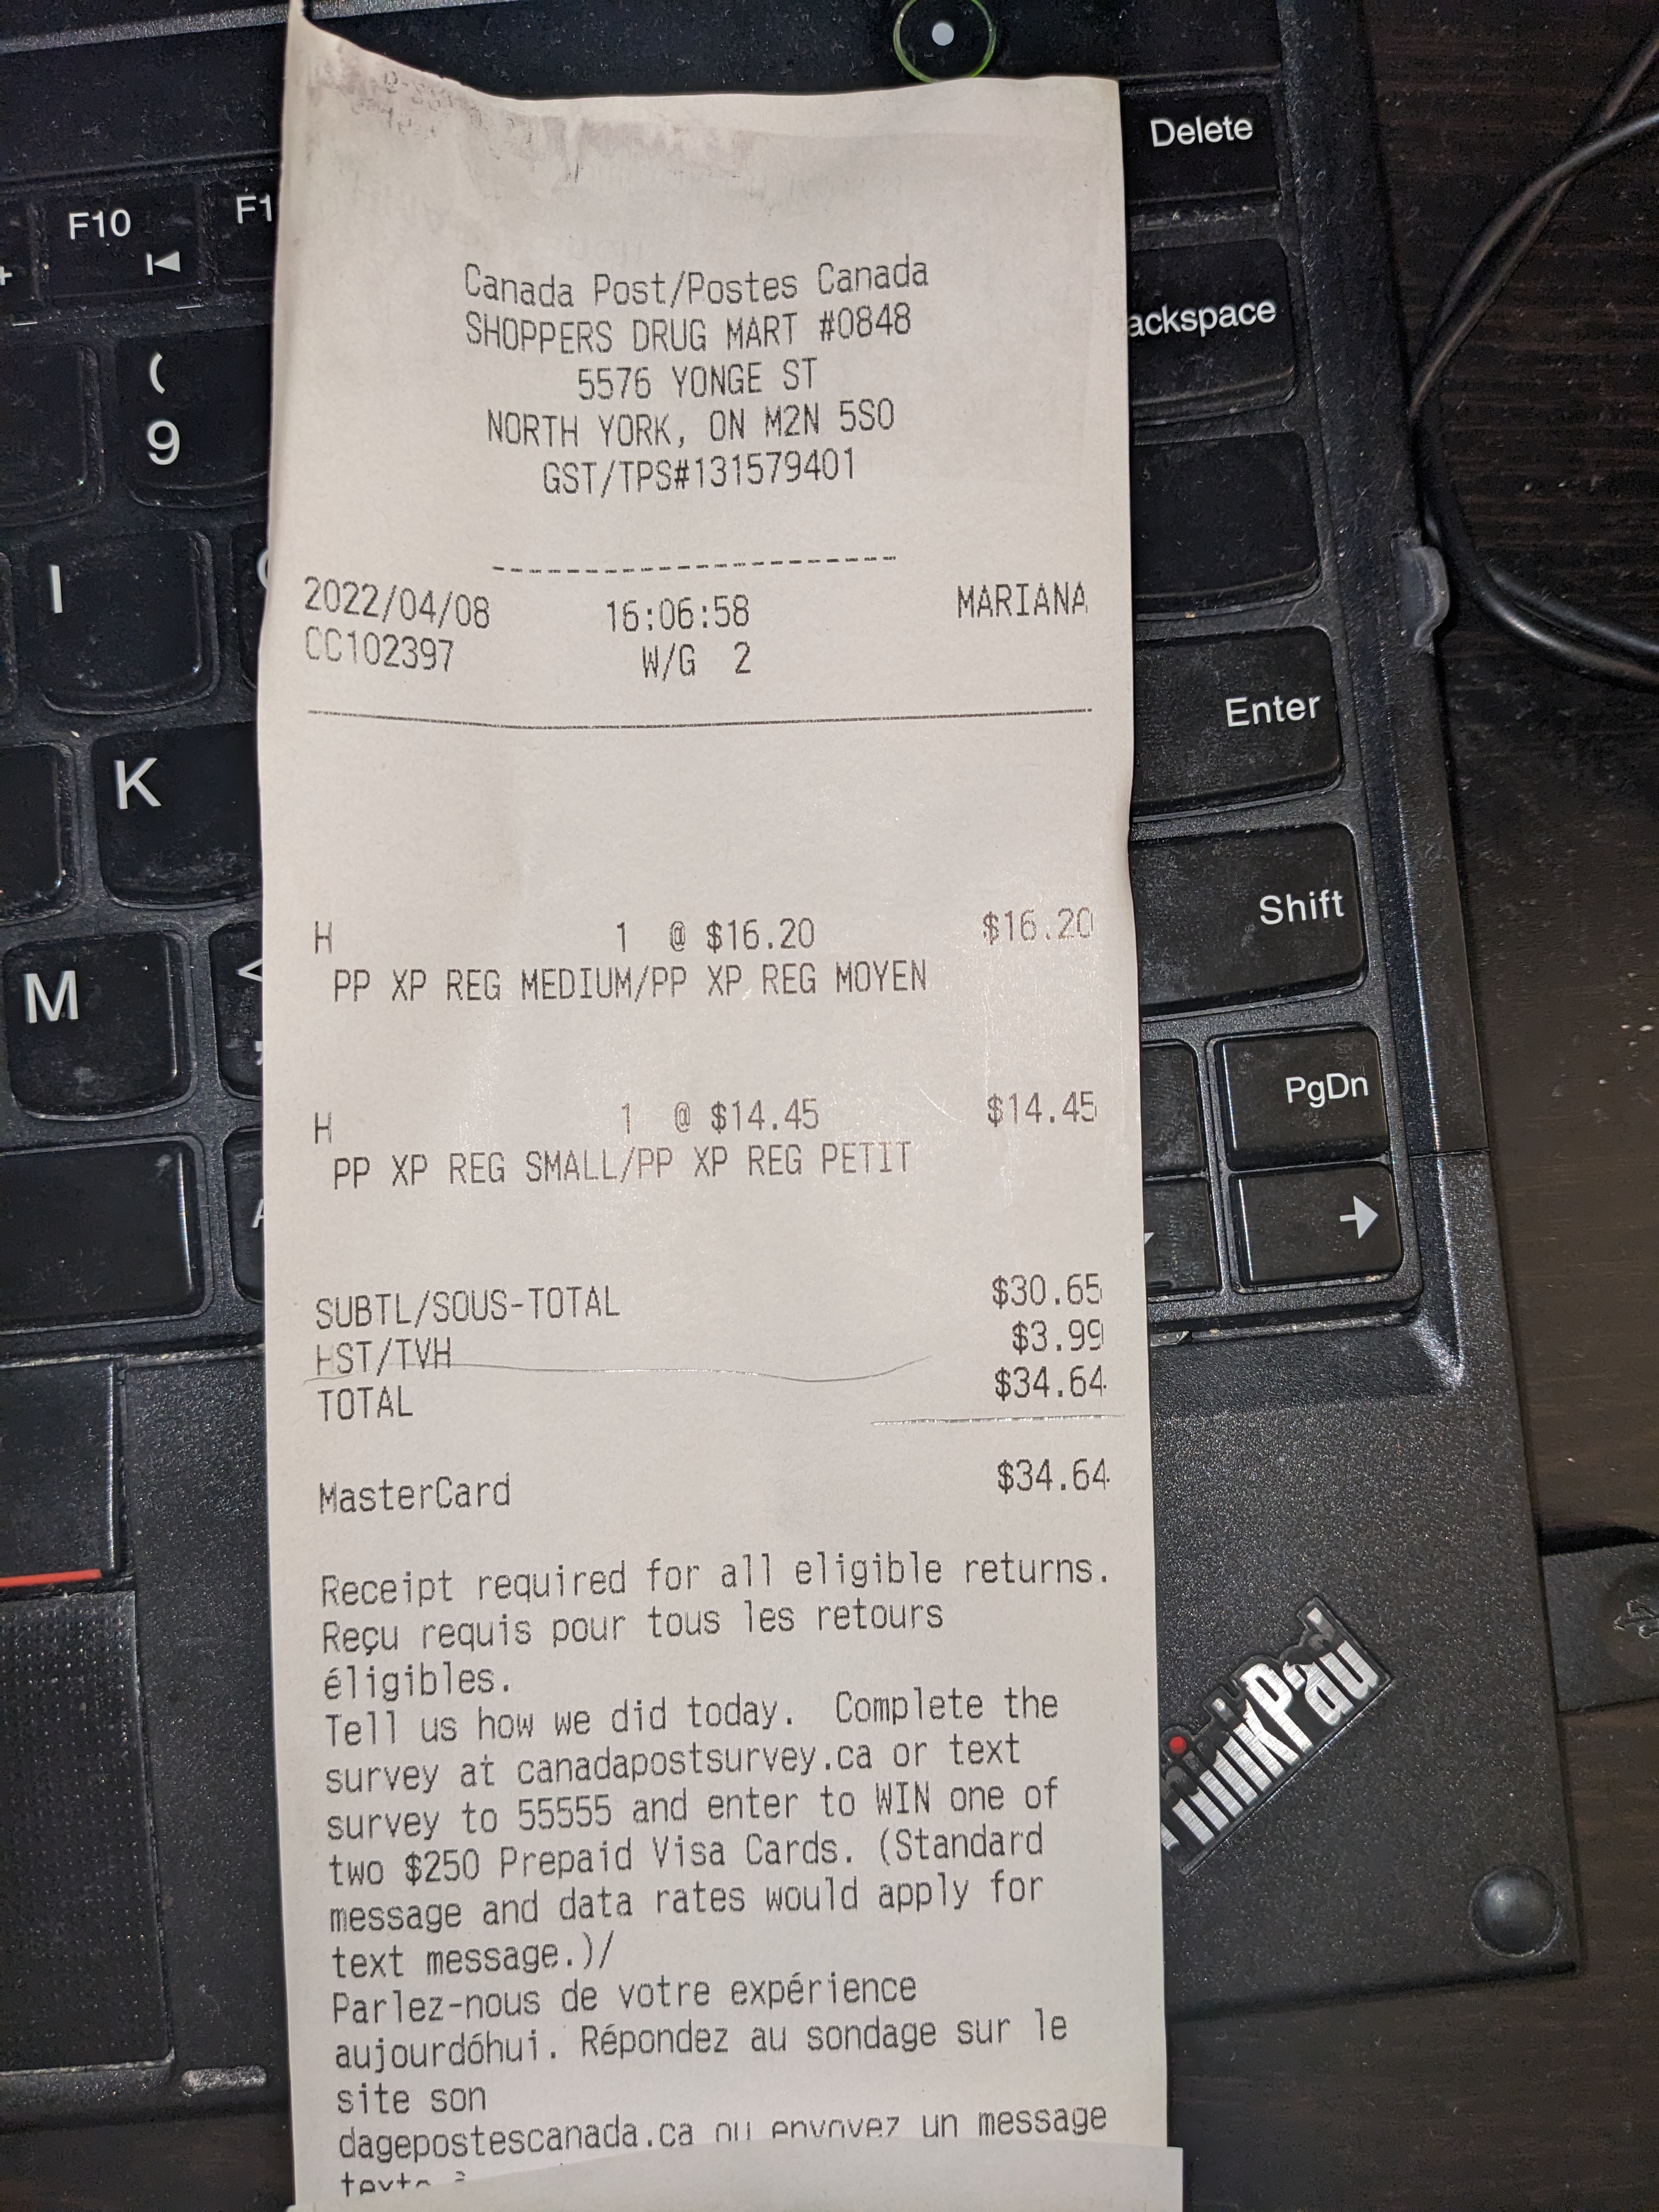 Canada Post/Postes Canada
SHOPPERS DRUG MART #0848
5576 YONGE ST
NORTH YORK, ON M2N 5S0
GST/TPS#131579401
2022/04/08 16:06:58 MARIANA
CC102397 W/G 2
H 1 @ $16.20 $16.20
PP XP REG MEDIUM/PP XP REG MOYEN
H 1 @ $14.45 $14.45
PP XP REG SMALL/PP XP REG PETIT
SUBTL/SOUS-TOTAL $30.65
HST/TVH $3.99
TOTAL $34.64
MasterCard $34.64
Receipt required for all eligible returns.
Reçu requis pour tous les retours
éligibles.
Tell us how we did today. Complete the
survey at canadapostsurvey.ca or text
survey to 55555 and enter to WIN one of
two $250 Prepaid Visa Cards. (Standard
message and data rates would apply for
text message.)/
Parlez-nous de votre expérience
aujourdóhui. Répondez au sondage sur le
site son
dagepostescanada.ca ou envoyez un message
Delete
F10
F1
ackspace
(
9
I
Enter
K
Shift
M
<
PgDn
ThinkPad